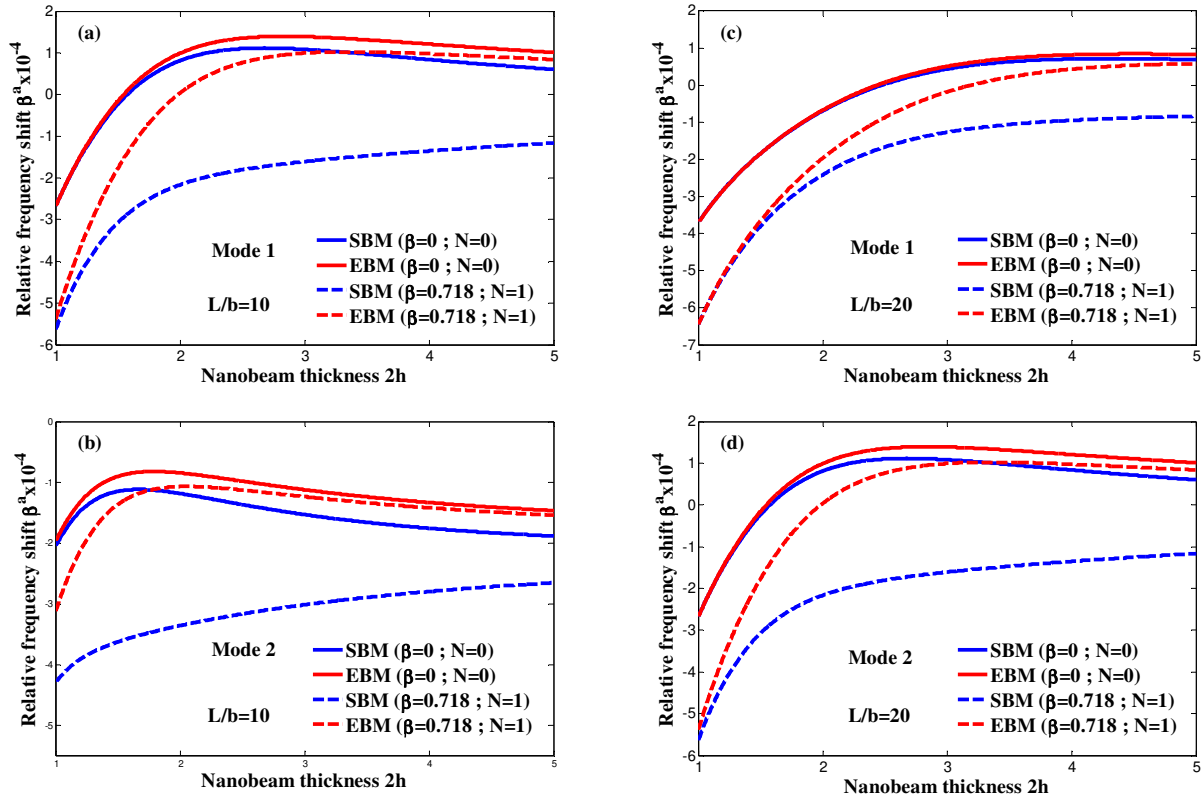 (a)
Relative frequency shift βᵃx10⁻⁴
2
1
0
-1
-2
-3
-4
-5
-6
Mode 1
L/b=10
SBM (β=0 ; N=0)
EBM (β=0 ; N=0)
SBM (β=0.718 ; N=1)
EBM (β=0.718 ; N=1)
1 2 3 4 5
Nanobeam thickness 2h
(c)
Relative frequency shift βᵃx10⁻⁴
2
1
0
-1
-2
-3
-4
-5
-6
-7
Mode 1
L/b=20
SBM (β=0 ; N=0)
EBM (β=0 ; N=0)
SBM (β=0.718 ; N=1)
EBM (β=0.718 ; N=1)
1 2 3 4 5
Nanobeam thickness 2h
(b)
Relative frequency shift βᵃx10⁻⁴
0
-1
-2
-3
-4
-5
Mode 2
L/b=10
SBM (β=0 ; N=0)
EBM (β=0 ; N=0)
SBM (β=0.718 ; N=1)
EBM (β=0.718 ; N=1)
1 2 3 4 5
Nanobeam thickness 2h
(d)
Relative frequency shift βᵃx10⁻⁴
2
1
0
-1
-2
-3
-4
-5
-6
Mode 2
L/b=20
SBM (β=0 ; N=0)
EBM (β=0 ; N=0)
SBM (β=0.718 ; N=1)
EBM (β=0.718 ; N=1)
1 2 3 4 5
Nanobeam thickness 2h